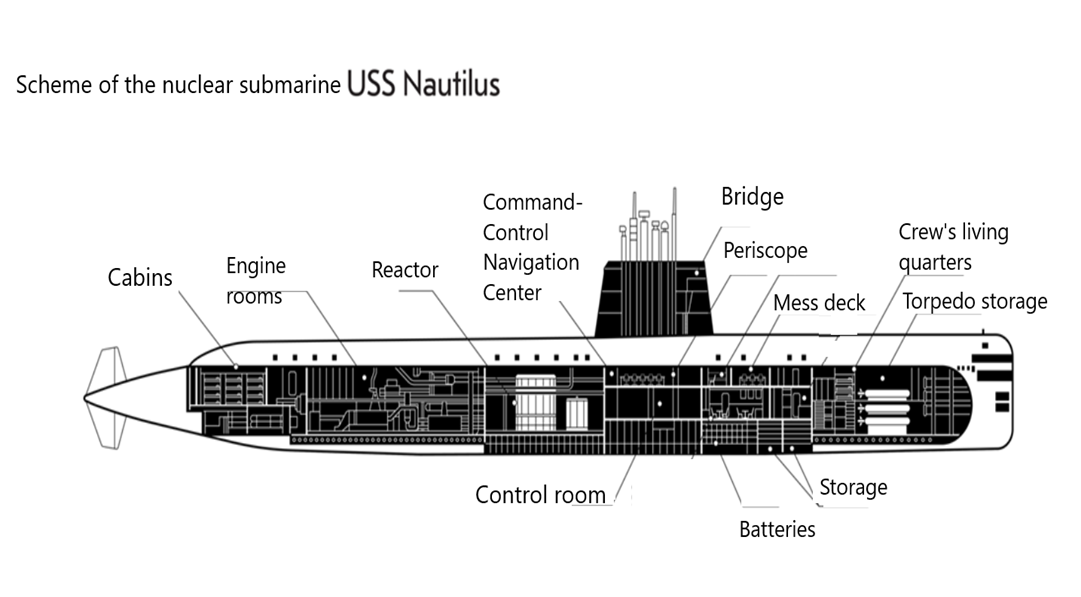 Scheme of the nuclear submarine USS Nautilus
Command-
Control
Navigation
Center
Bridge
Periscope
Crew's living
quarters
Cabins
Engine
rooms
Reactor
Mess deck
Torpedo storage
Control room
Storage
Batteries